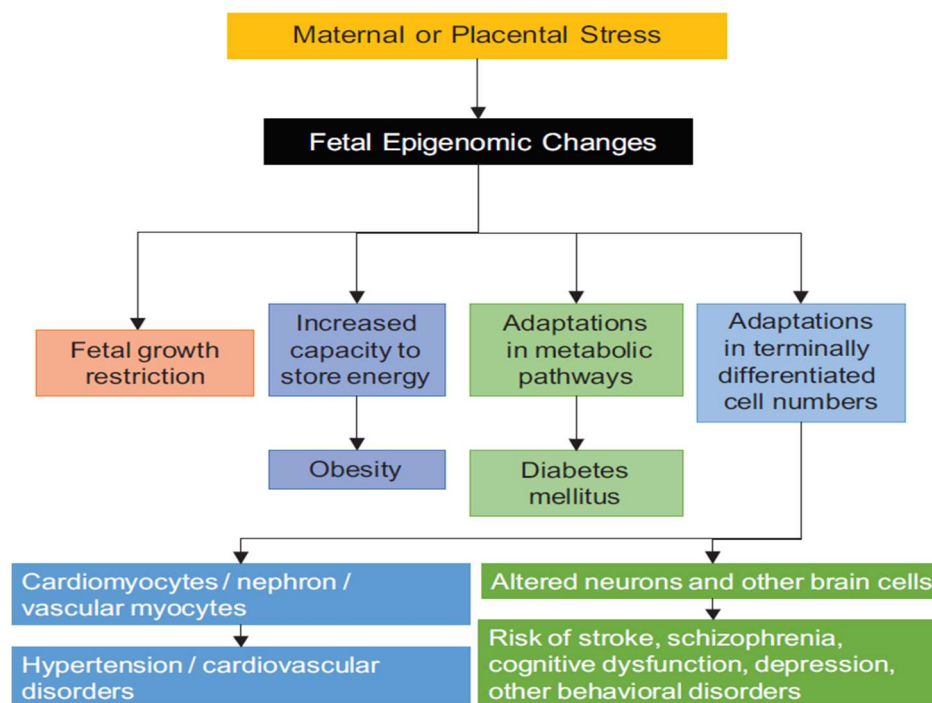 Maternal or Placental Stress
Fetal Epigenomic Changes
Fetal growth
restriction
Increased
capacity to
store energy
Adaptations
in metabolic
pathways
Adaptations
in terminally
differentiated
cell numbers
Obesity
Diabetes
mellitus
Cardiomyocytes / nephron /
vascular myocytes
Altered neurons and other brain cells
Hypertension / cardiovascular
disorders
Risk of stroke, schizophrenia,
cognitive dysfunction, depression,
other behavioral disorders